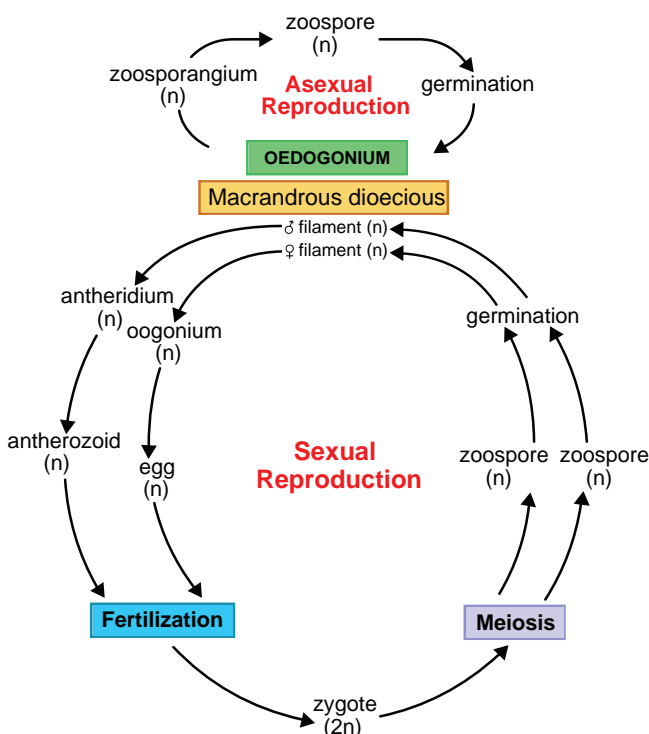 zoospore
(n)
zoosporangium
(n)
Asexual
Reproduction
germination
OEDOGONIUM
Macrandrous dioecious
♂ filament (n)
♀ filament (n)
antheridium
(n)
oogonium
(n)
germination
antherozoid
(n)
egg
(n)
Sexual
Reproduction
zoospore
(n)
zoospore
(n)
Fertilization
Meiosis
zygote
(2n)